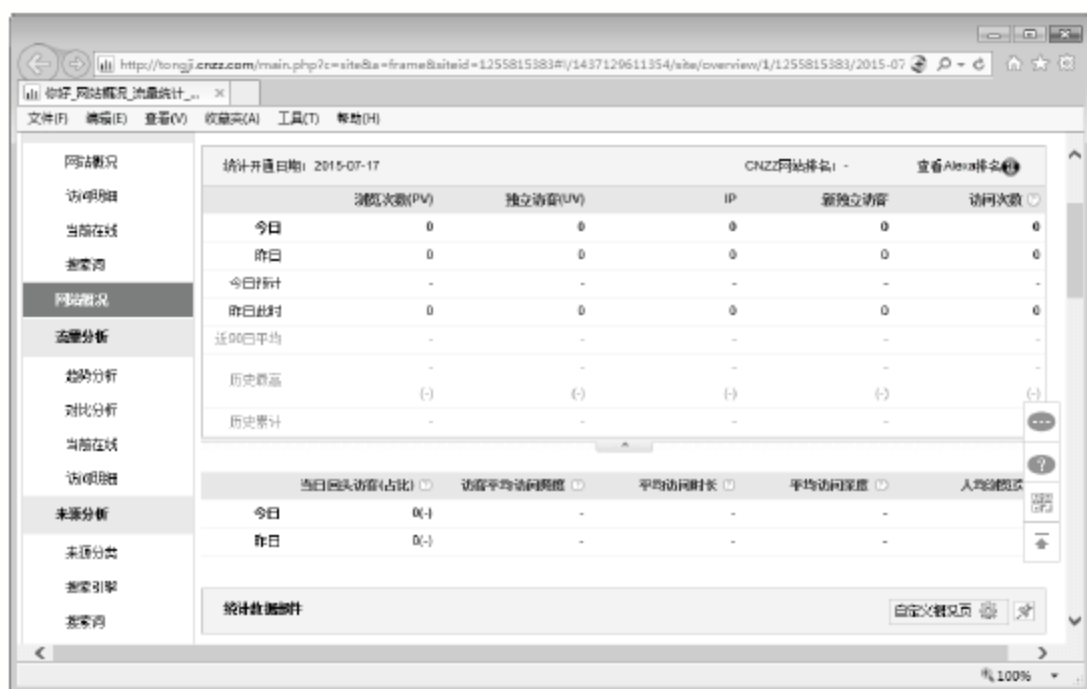 http://tongji.cnzz.com/main.php?c=site&a=frame&siteid=1255815383#!/1437129611354/site/overview/1/1255815383/2015-07
你好_网站概况_流量统计_...
文件(F) 编辑(E) 查看(V) 收藏夹(A) 工具(T) 帮助(H)
网站概况
访问明细
当前在线
搜索词
网站概况
流量分析
趋势分析
对比分析
当前在线
访问明细
来源分析
来源分类
搜索引擎
搜索词
统计开通日期：2015-07-17 CNZZ网站排名：- 查看Alexa排名
浏览次数(PV) 独立访客(UV) IP 新独立访客 访问次数
今日 0 0 0 0 0
昨日 0 0 0 0 0
今日预计 - - - - -
昨日此时 0 0 0 0 0
近90日平均 - - - - -
历史最高 - - - - -
(-) (-) (-) (-) (-)
历史累计 - - - -
当日回头访客(占比) 访客平均访问频度 平均访问时长 平均访问深度 人均浏览页
今日 0(-) - - -
昨日 0(-) - - -
统计数据部件 自定义概况页
100%